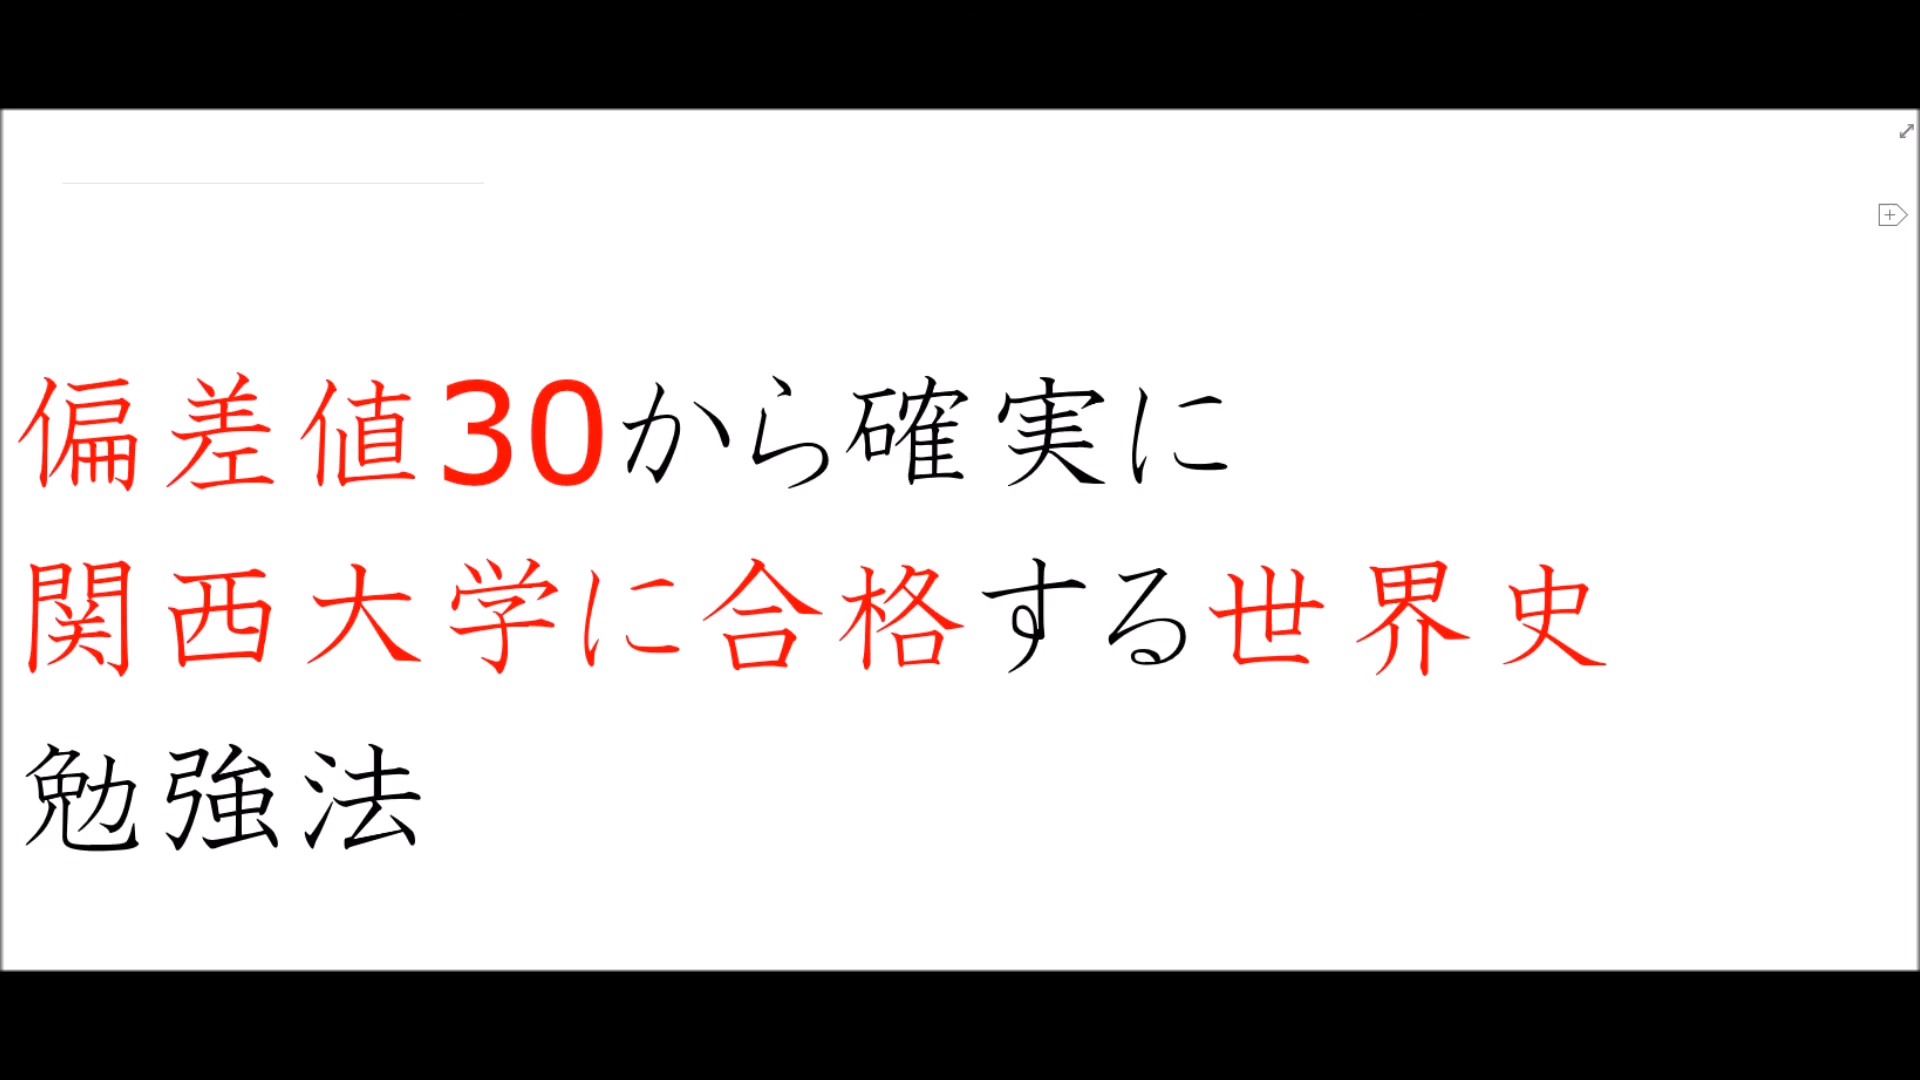 偏差値30から確実に
関西大学に合格する世界史
勉強法